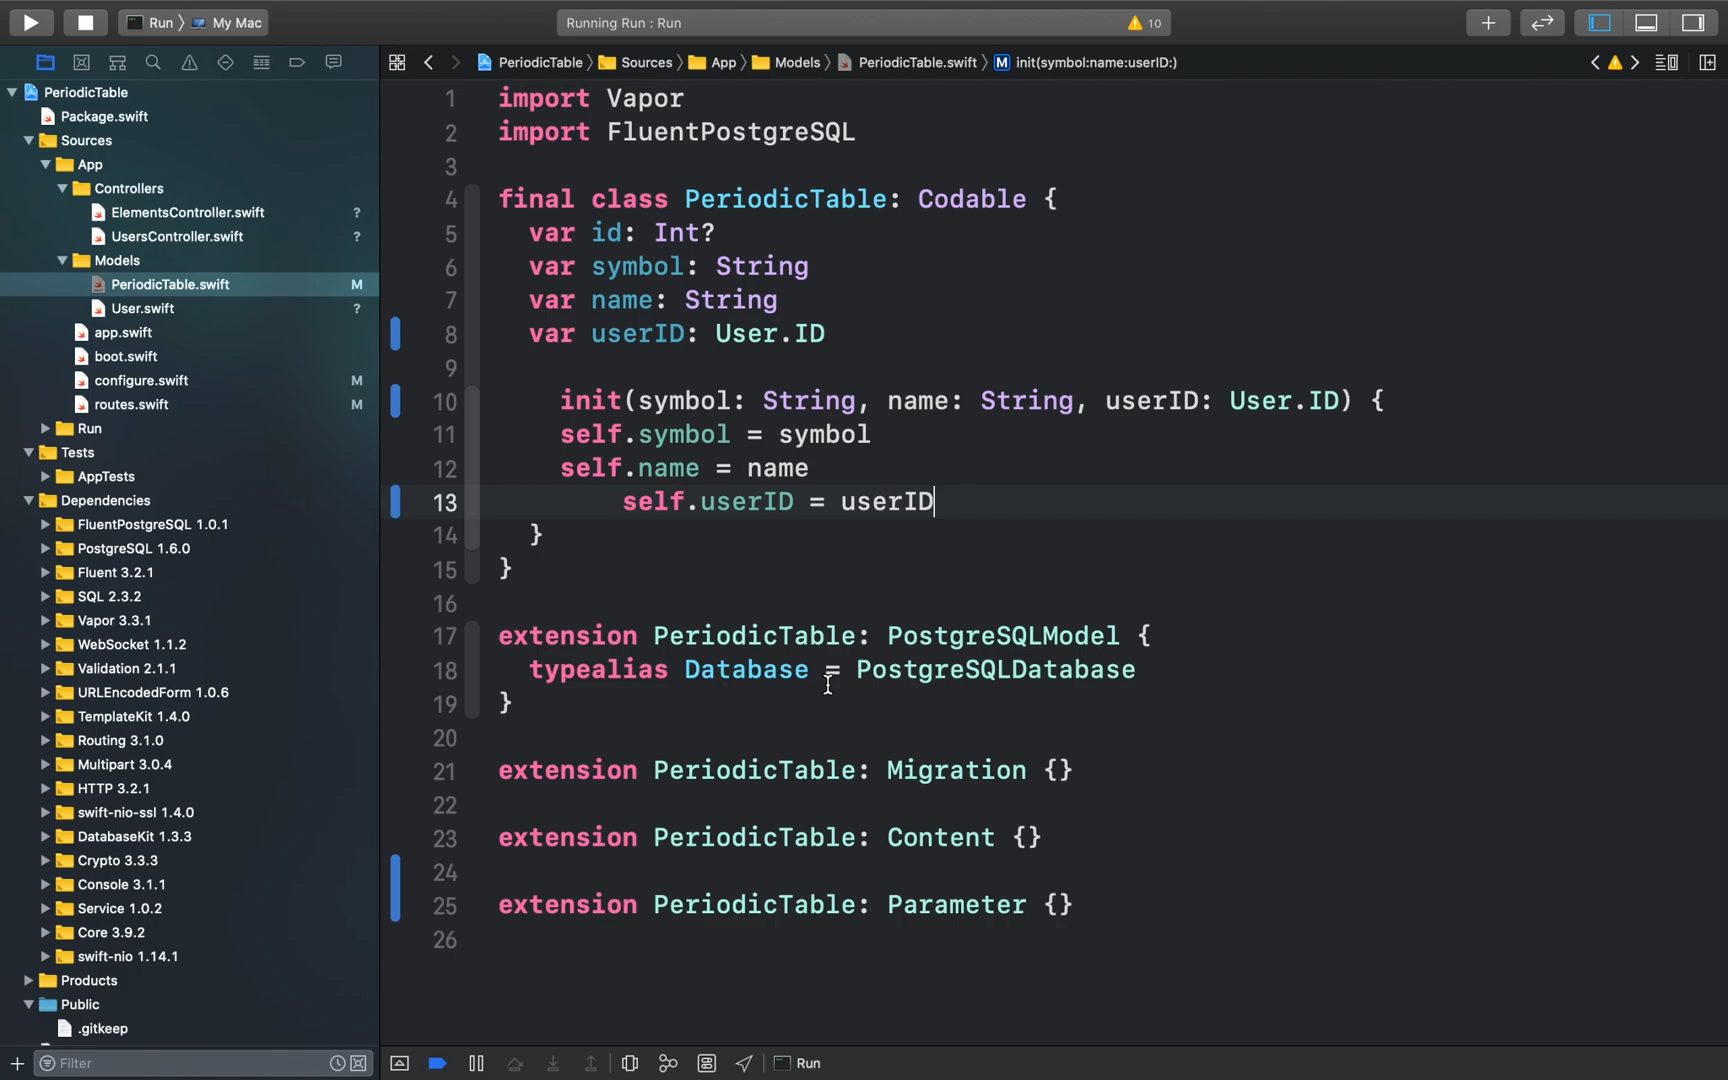 Run
My Mac
Running Run : Run
10
PeriodicTable
Sources
App
Models
PeriodicTable.swift
M
init(symbol:name:userID:)
PeriodicTable
Package.swift
Sources
App
Controllers
ElementsController.swift ?
UsersController.swift ?
Models
PeriodicTable.swift M
User.swift ?
app.swift
boot.swift
configure.swift M
routes.swift M
Run
Tests
AppTests
Dependencies
FluentPostgreSQL 1.0.1
PostgreSQL 1.6.0
Fluent 3.2.1
SQL 2.3.2
Vapor 3.3.1
WebSocket 1.1.2
Validation 2.1.1
URLEncodedForm 1.0.6
TemplateKit 1.4.0
Routing 3.1.0
Multipart 3.0.4
HTTP 3.2.1
swift-nio-ssl 1.4.0
DatabaseKit 1.3.3
Crypto 3.3.3
Console 3.1.1
Service 1.0.2
Core 3.9.2
swift-nio 1.14.1
Products
Public
.gitkeep
Filter
1 import Vapor
2 import FluentPostgreSQL
3
4 final class PeriodicTable: Codable {
5 var id: Int?
6 var symbol: String
7 var name: String
8 var userID: User.ID
9
10 init(symbol: String, name: String, userID: User.ID) {
11 self.symbol = symbol
12 self.name = name
13 self.userID = userID
14 }
15 }
16
17 extension PeriodicTable: PostgreSQLModel {
18 typealias Database = PostgreSQLDatabase
19 }
20
21 extension PeriodicTable: Migration {}
22
23 extension PeriodicTable: Content {}
24
25 extension PeriodicTable: Parameter {}
26
Run